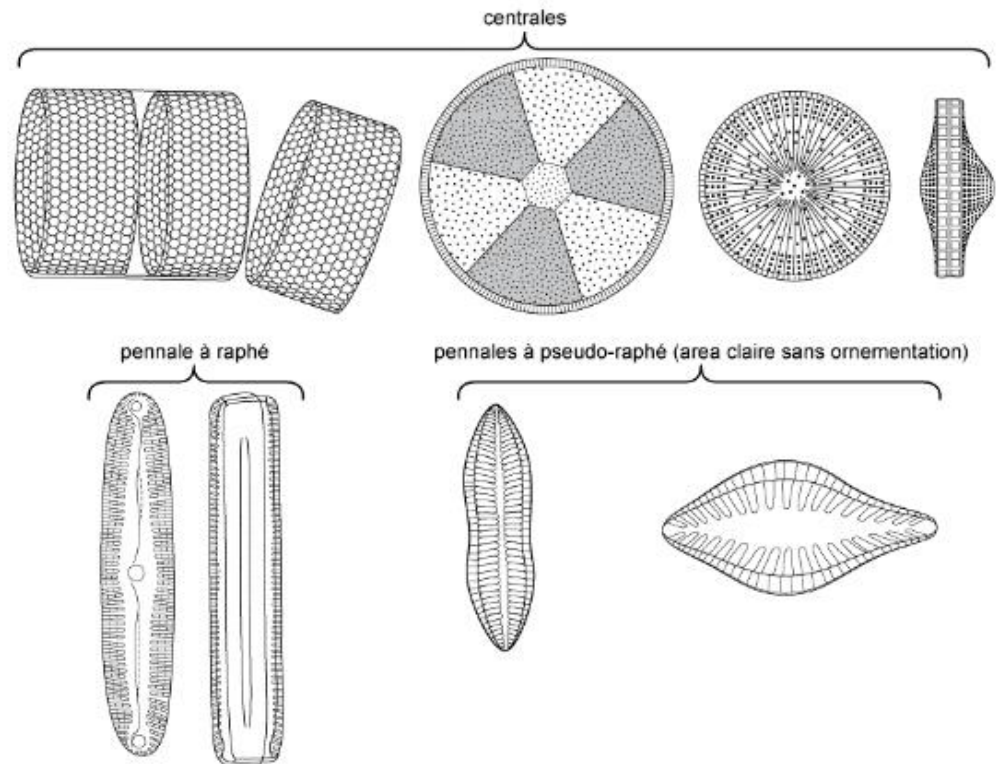 centrales
pennale à raphé
pennales à pseudo-raphé (area claire sans ornementation)